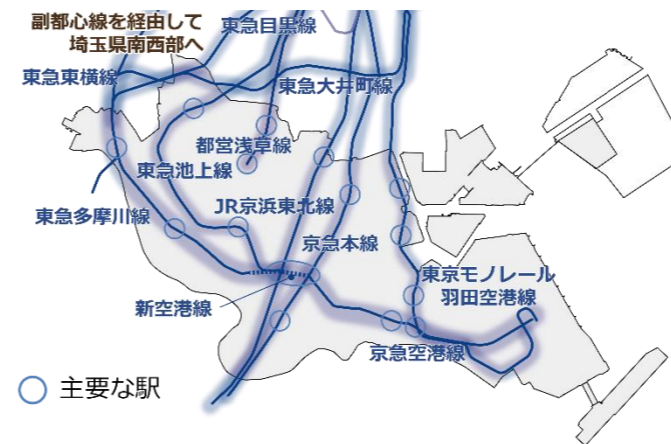 副都心線を経由して
埼玉県南西部へ
東急目黒線
東急東横線
東急大井町線
都営浅草線
東急池上線
JR京浜東北線
東急多摩川線
京急本線
東京モノレール
羽田空港線
新空港線
京急空港線
主要な駅